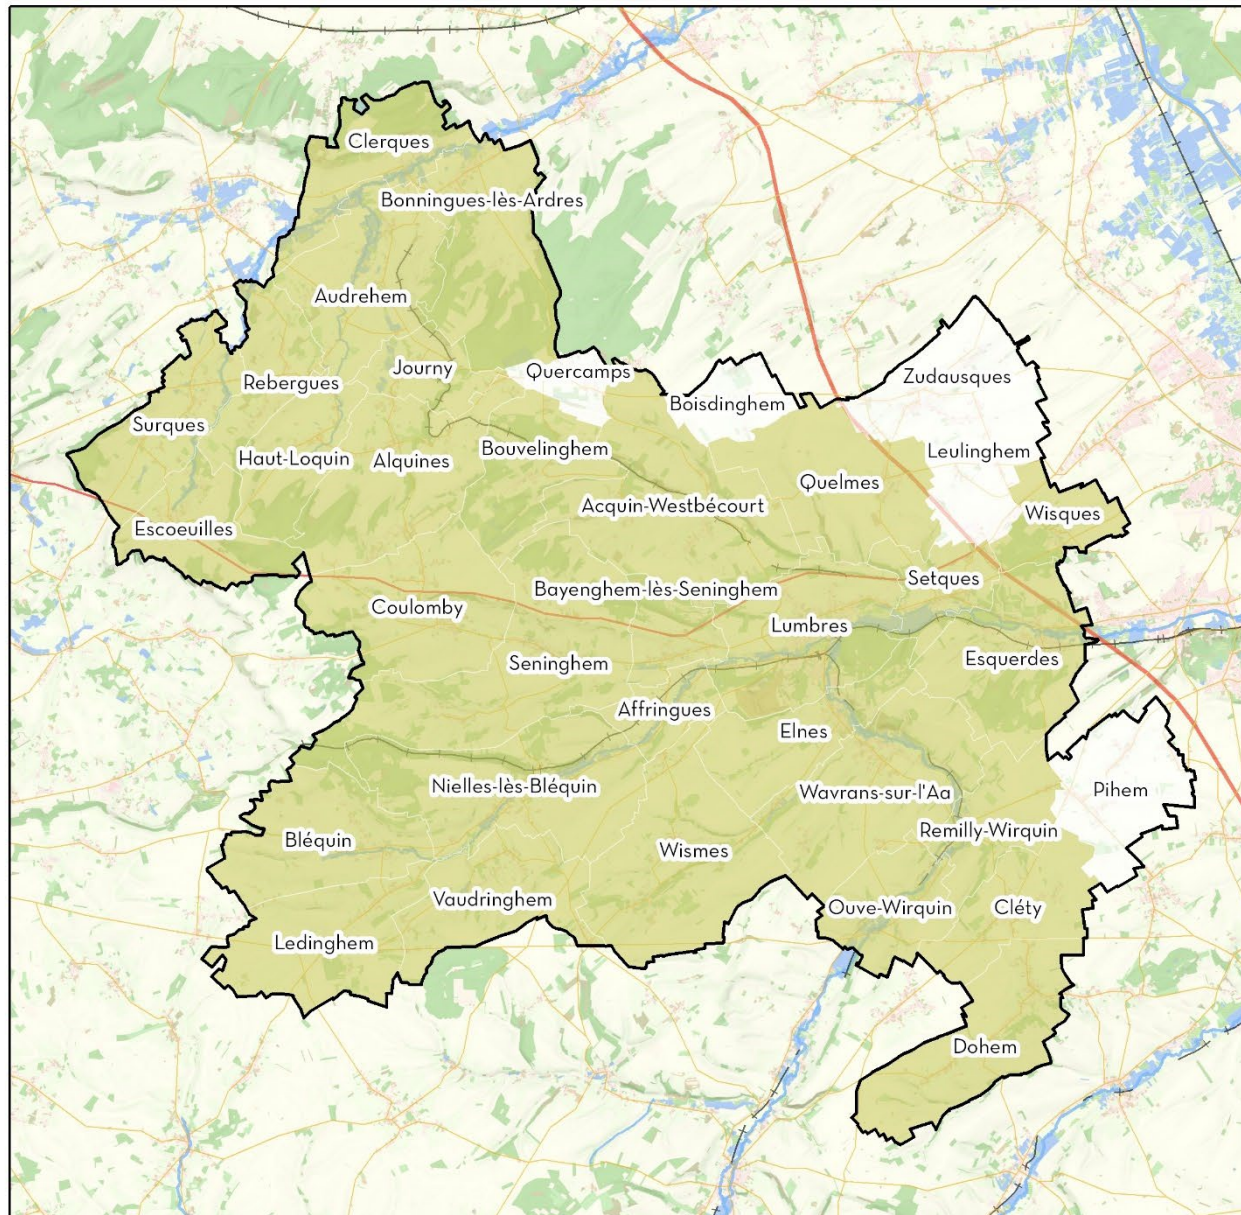 Clerques
Bonningues-lès-Ardres
Audrehem
Journy
Quercamps
Zudausques
Rebergues
Boisdinghem
Surques
Bouvelinghem
Leulinghem
Haut-Loquin
Alquines
Quelmes
Acquin-Westbécourt
Wisques
Escoeuilles
Setques
Bayenghem-lès-Seninghem
Coulomby
Lumbres
Seninghem
Esquerdes
Affringues
Elnes
Nielles-lès-Bléquin
Wavrans-sur-l'Aa
Pihem
Remilly-Wirquin
Bléquin
Wismes
Vaudringhem
Ouve-Wirquin
Cléty
Ledinghem
Dohem